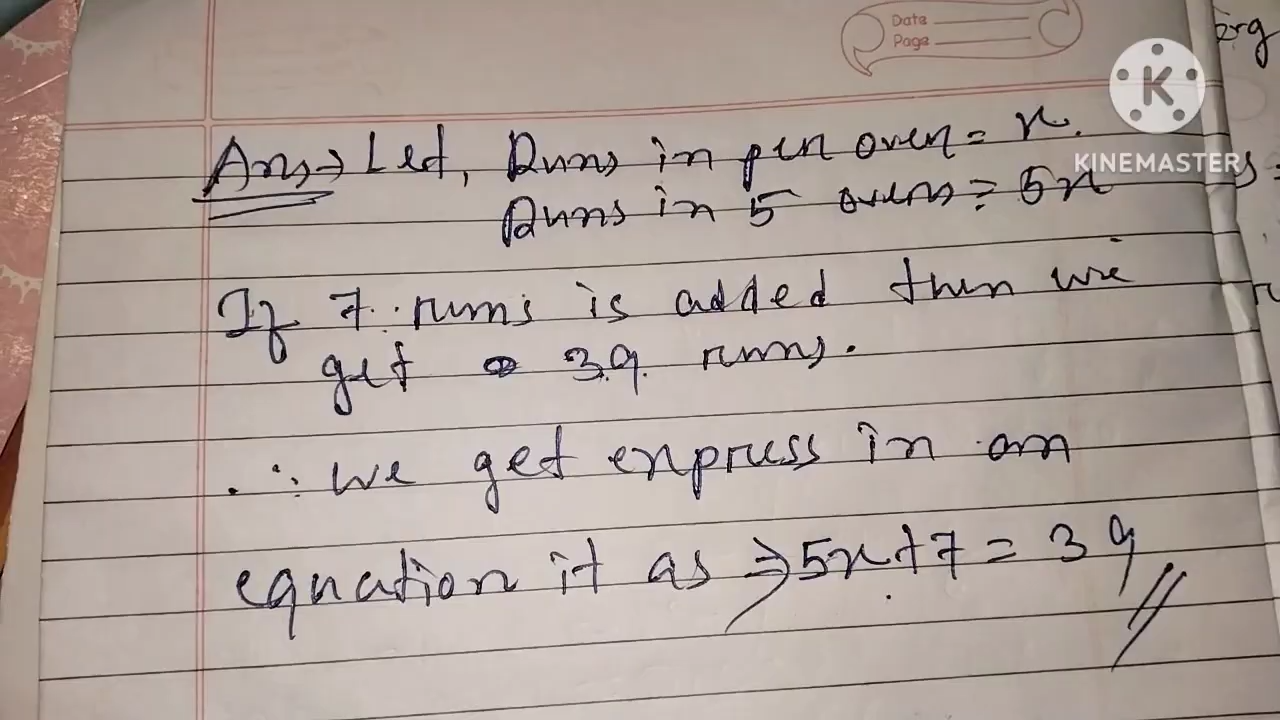 Date
Page
KINEMASTER
Ans→ Let, Runs in per over = x.
Runs in 5 overs = 5x
If 7 runs is added then we
get 39 runs.
∴ we get express in an
equation it as ⇒ 5x+7 = 39